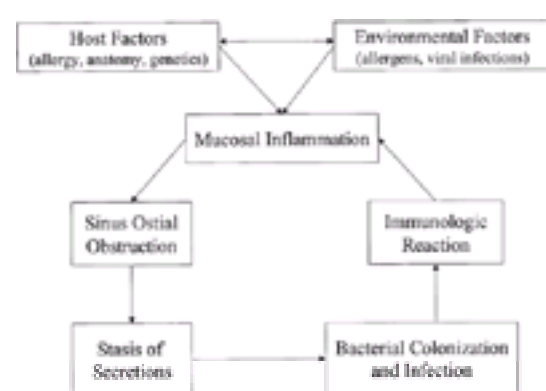 Host Factors
(allergy, anatomy, genetics)
Environmental Factors
(allergens, viral infections)
Mucosal Inflammation
Sinus Ostial
Obstruction
Immunologic
Reaction
Stasis of
Secretions
Bacterial Colonization
and Infection